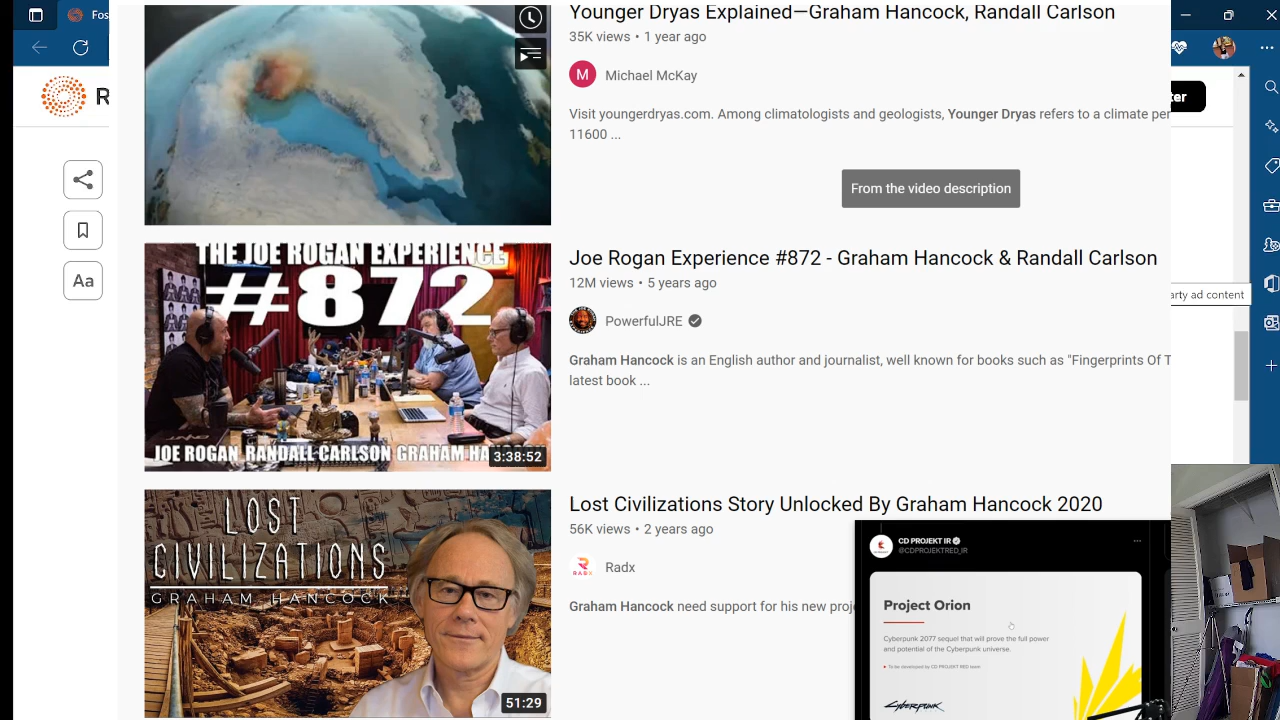 Younger Dryas Explained—Graham Hancock, Randall Carlson
35K views • 1 year ago
M Michael McKay
Visit youngerdryas.com. Among climatologists and geologists, Younger Dryas refers to a climate per
11600 ...
From the video description
R
Aa
ter
arty ad content
THE JOE ROGAN EXPERIENCE
#872
JOE ROGAN RANDALL CARLSON GRAHAM HA
3:38:52
Joe Rogan Experience #872 - Graham Hancock & Randall Carlson
12M views • 5 years ago
PowerfulJRE
Graham Hancock is an English author and journalist, well known for books such as "Fingerprints Of T
latest book ...
LOST
CIVILIZATIONS
GRAHAM HANCOCK
51:29
Lost Civilizations Story Unlocked By Graham Hancock 2020
56K views • 2 years ago
RADX
Radx
Graham Hancock need support for his new proje
CD PROJEKT IR
@CDPROJEKTRED_IR
Project Orion
Cyberpunk 2077 sequel that will prove the full power
and potential of the Cyberpunk universe.
To be developed by CD PROJEKT RED team
CYBERPUNK